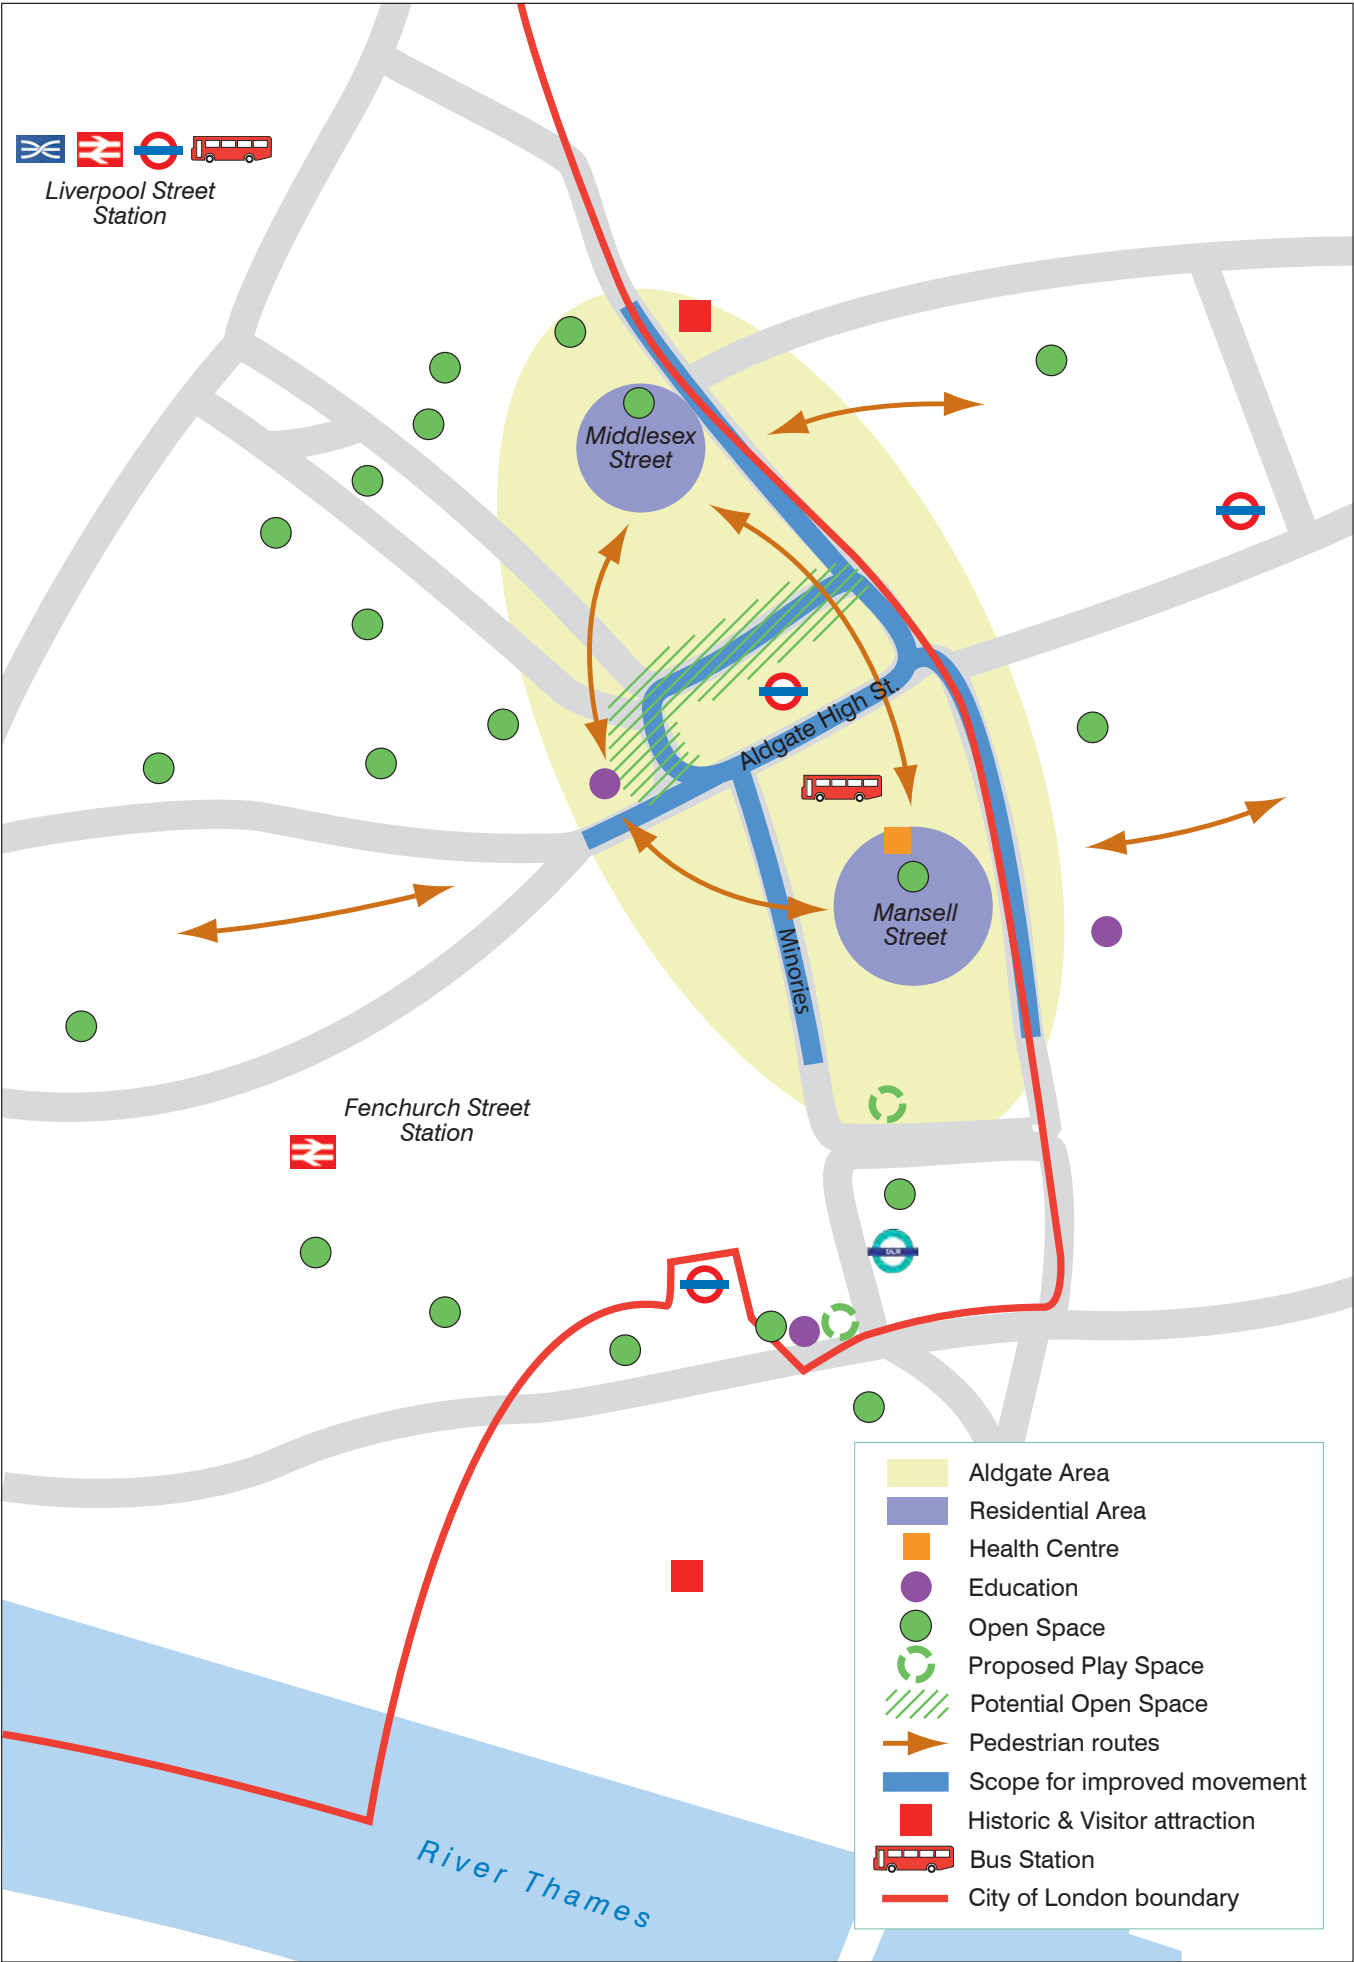 Liverpool Street
Station
Middlesex
Street
Aldgate High St.
Mansell
Street
Minories
Fenchurch Street
Station
DLR
River Thames
Aldgate Area
Residential Area
Health Centre
Education
Open Space
Proposed Play Space
Potential Open Space
Pedestrian routes
Scope for improved movement
Historic & Visitor attraction
Bus Station
City of London boundary